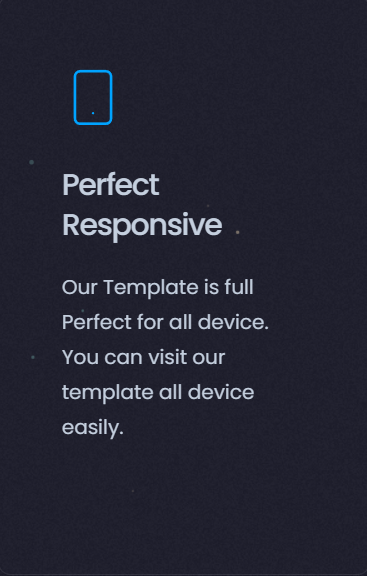 Perfect
Responsive
Our Template is full
Perfect for all device.
You can visit our
template all device
easily.